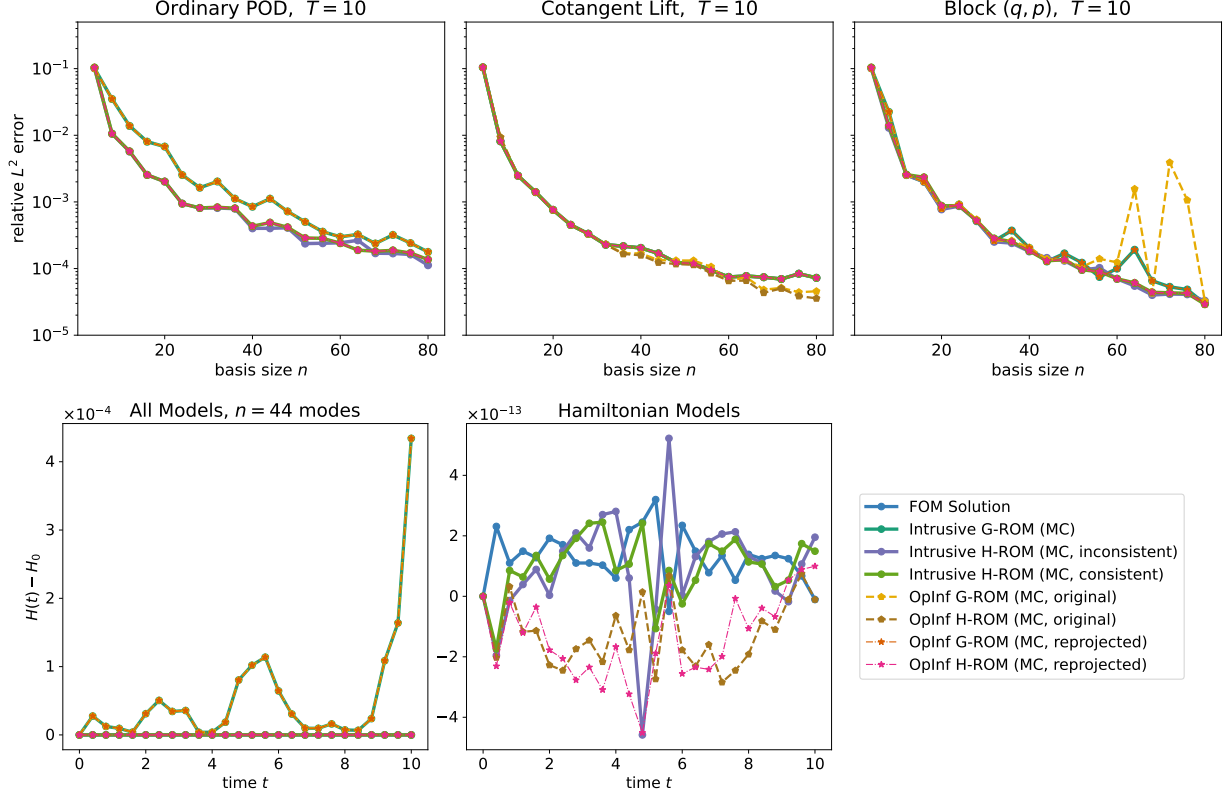 Ordinary POD, T = 10
Cotangent Lift, T = 10
Block (q, p), T = 10
relative L² error
10⁻¹
10⁻²
10⁻³
10⁻⁴
10⁻⁵
20 40 60 80
20 40 60 80
20 40 60 80
basis size n
basis size n
basis size n
×10⁻⁴
All Models, n = 44 modes
×10⁻¹³
Hamiltonian Models
H(t) − H₀
4
3
2
1
0
4
2
0
−2
−4
0 2 4 6 8 10
0 2 4 6 8 10
time t
time t
FOM Solution
Intrusive G-ROM (MC)
Intrusive H-ROM (MC, inconsistent)
Intrusive H-ROM (MC, consistent)
OpInf G-ROM (MC, original)
OpInf H-ROM (MC, original)
OpInf G-ROM (MC, reprojected)
OpInf H-ROM (MC, reprojected)